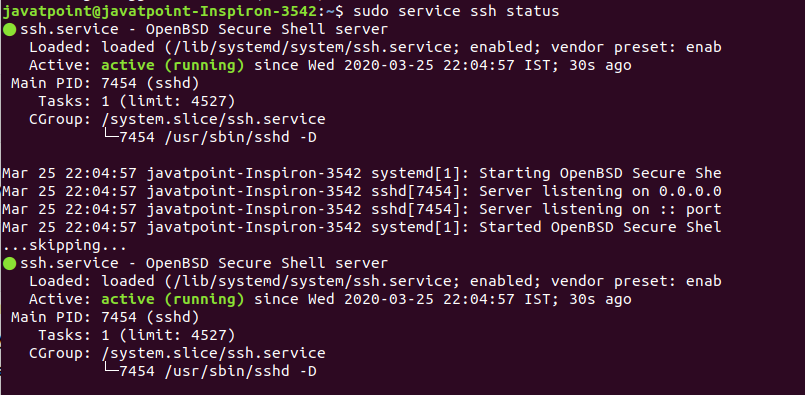 javatpoint@javatpoint-Inspiron-3542:~$ sudo service ssh status
● ssh.service - OpenBSD Secure Shell server
   Loaded: loaded (/lib/systemd/system/ssh.service; enabled; vendor preset: enab
   Active: active (running) since Wed 2020-03-25 22:04:57 IST; 30s ago
 Main PID: 7454 (sshd)
    Tasks: 1 (limit: 4527)
   CGroup: /system.slice/ssh.service
           └─7454 /usr/sbin/sshd -D
Mar 25 22:04:57 javatpoint-Inspiron-3542 systemd[1]: Starting OpenBSD Secure She
Mar 25 22:04:57 javatpoint-Inspiron-3542 sshd[7454]: Server listening on 0.0.0.0
Mar 25 22:04:57 javatpoint-Inspiron-3542 sshd[7454]: Server listening on :: port
Mar 25 22:04:57 javatpoint-Inspiron-3542 systemd[1]: Started OpenBSD Secure Shel
...skipping...
● ssh.service - OpenBSD Secure Shell server
   Loaded: loaded (/lib/systemd/system/ssh.service; enabled; vendor preset: enab
   Active: active (running) since Wed 2020-03-25 22:04:57 IST; 30s ago
 Main PID: 7454 (sshd)
    Tasks: 1 (limit: 4527)
   CGroup: /system.slice/ssh.service
           └─7454 /usr/sbin/sshd -D